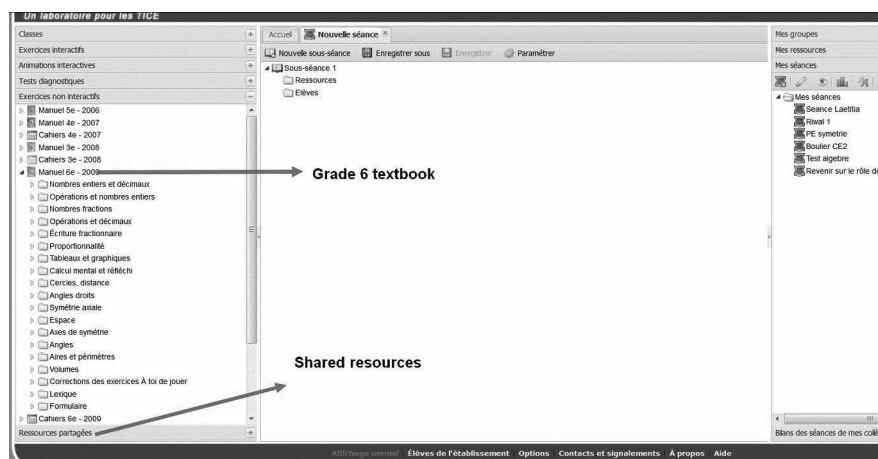 Un laboratoire pour les TICE
Classes
Exercices interactifs
Animations interactives
Tests diagnostiques
Exercices non interactifs
Manuel 5e - 2006
Manuel 4e - 2007
Cahiers 4e - 2007
Manuel 3e - 2008
Cahiers 3e - 2008
Manuel 6e - 2009
Nombres entiers et décimaux
Opérations et nombres entiers
Nombres fractions
Opérations et décimaux
Écriture fractionnaire
Proportionnalité
Tableaux et graphiques
Calcul mental et réfléchi
Cercles, distance
Angles droits
Symétrie axiale
Espace
Axes de symétrie
Angles
Aires et périmètres
Volumes
Corrections des exercices À toi de jouer
Lexique
Formulaire
Cahiers 6e - 2009
Ressources partagées
Accueil Nouvelle séance
Nouvelle sous-séance Enregistrer sous Enregistrer Paramétrer
Sous-séance 1
Ressources
Elèves
Grade 6 textbook
Shared resources
Mes groupes
Mes ressources
Mes séances
Mes séances
Seance Laetitia
Riwal 1
PE symetrie
Boulier CE2
Test algebre
Revenir sur le rôle de
Bilans des séances de mes collè
Affichage normal Élèves de l'établissement Options Contacts et signalements À propos Aide